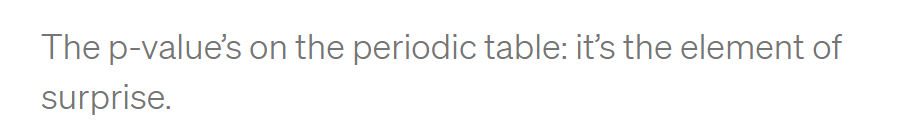 The p-value’s on the periodic table: it’s the element of
surprise.